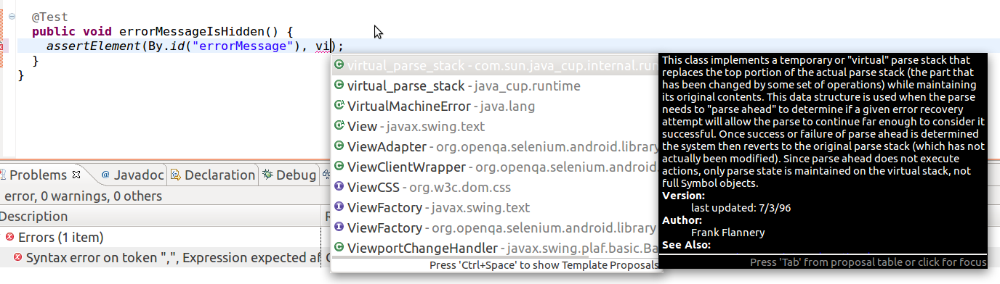 @Test
public void errorMessageIsHidden() {
assertElement(By.id("errorMessage"), vi);
}
}
virtual_parse_stack - com.sun.java_cup.internal.run
virtual_parse_stack - java_cup.runtime
VirtualMachineError - java.lang
View - javax.swing.text
ViewAdapter - org.openqa.selenium.android.library
ViewClientWrapper - org.openqa.selenium.android.
ViewCSS - org.w3c.dom.css
ViewFactory - javax.swing.text
ViewFactory - org.openqa.selenium.android.library
ViewportChangeHandler - javax.swing.plaf.basic.Ba
Press 'Ctrl+Space' to show Template Proposals
This class implements a temporary or "virtual" parse stack that
replaces the top portion of the actual parse stack (the part that
has been changed by some set of operations) while maintaining
its original contents. This data structure is used when the parse
needs to "parse ahead" to determine if a given error recovery
attempt will allow the parse to continue far enough to consider it
successful. Once success or failure of parse ahead is determined
the system then reverts to the original parse stack (which has not
actually been modified). Since parse ahead does not execute
actions, only parse state is maintained on the virtual stack, not
full Symbol objects.
Version:
last updated: 7/3/96
Author:
Frank Flannery
See Also:
Press 'Tab' from proposal table or click for focus
Problems
@ Javadoc
Declaration
Debug
error, 0 warnings, 0 others
Description
Errors (1 item)
Syntax error on token ",", Expression expected af